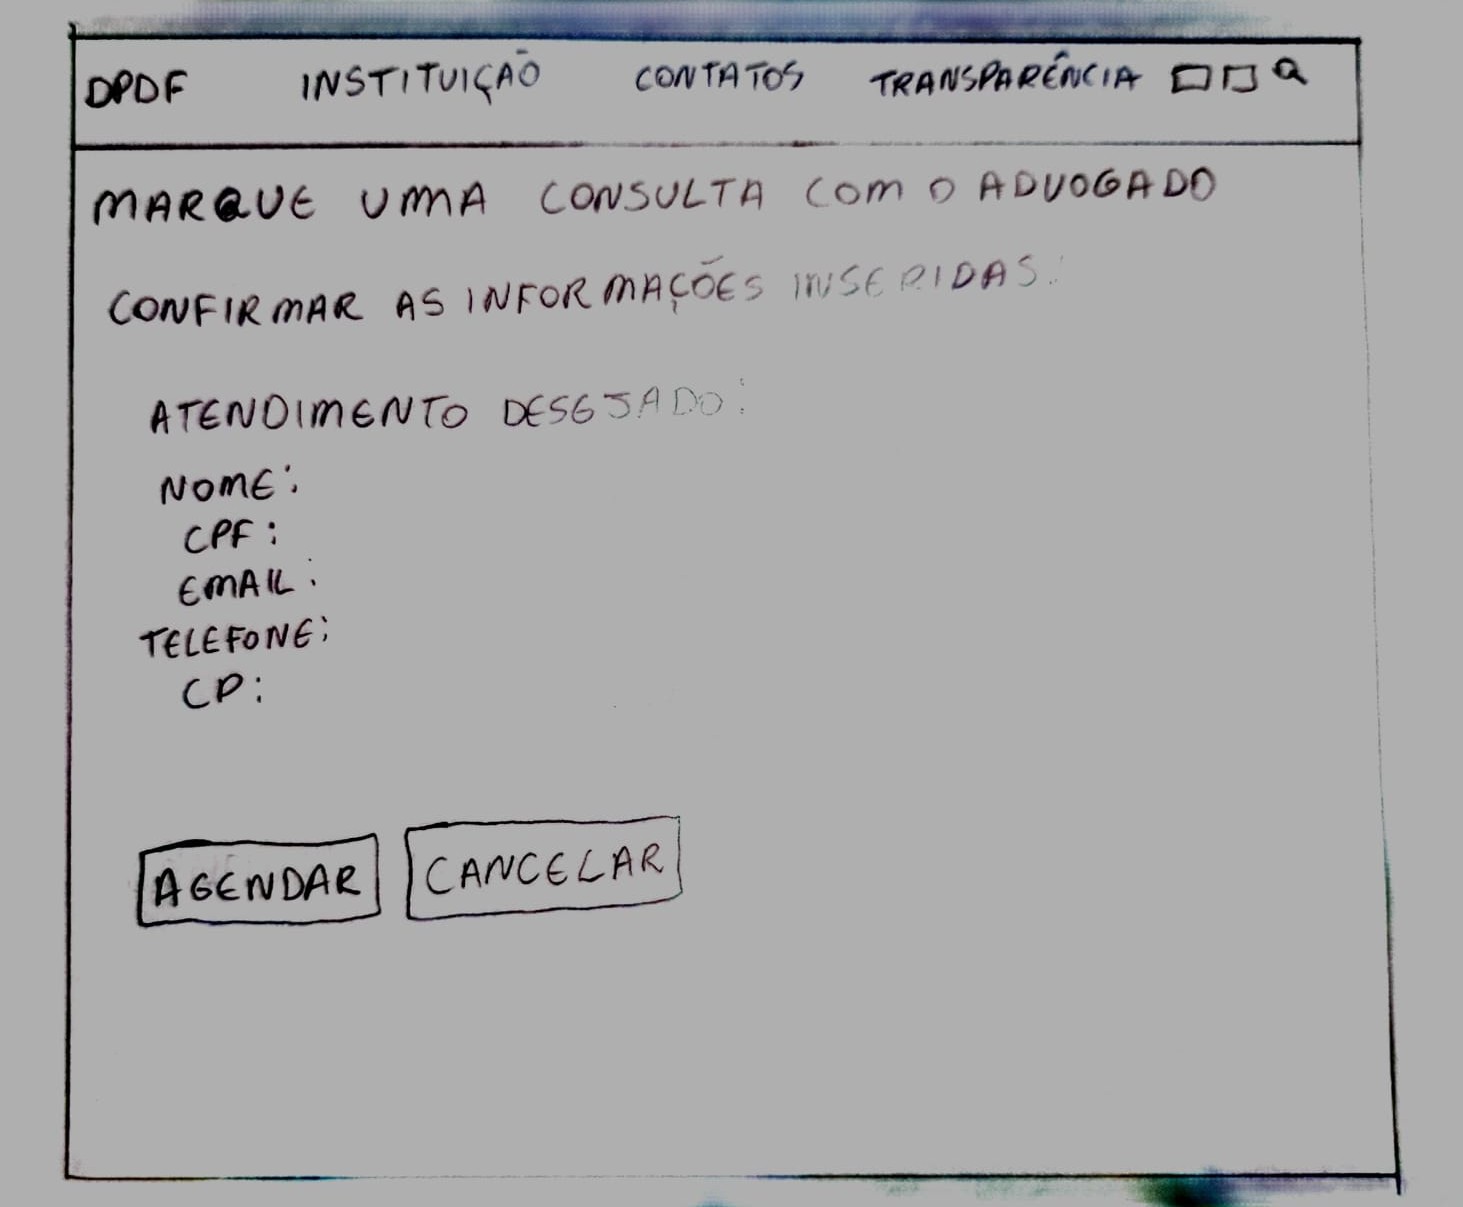 DPDF INSTITUIÇÃO CONTATOS TRANSPARÊNCIA
MARQUE UMA CONSULTA COM O ADVOGADO
CONFIRMAR AS INFORMAÇÕES INSERIDAS:
ATENDIMENTO DESEJADO:
NOME:
CPF:
EMAIL:
TELEFONE:
CP:
AGENDAR CANCELAR